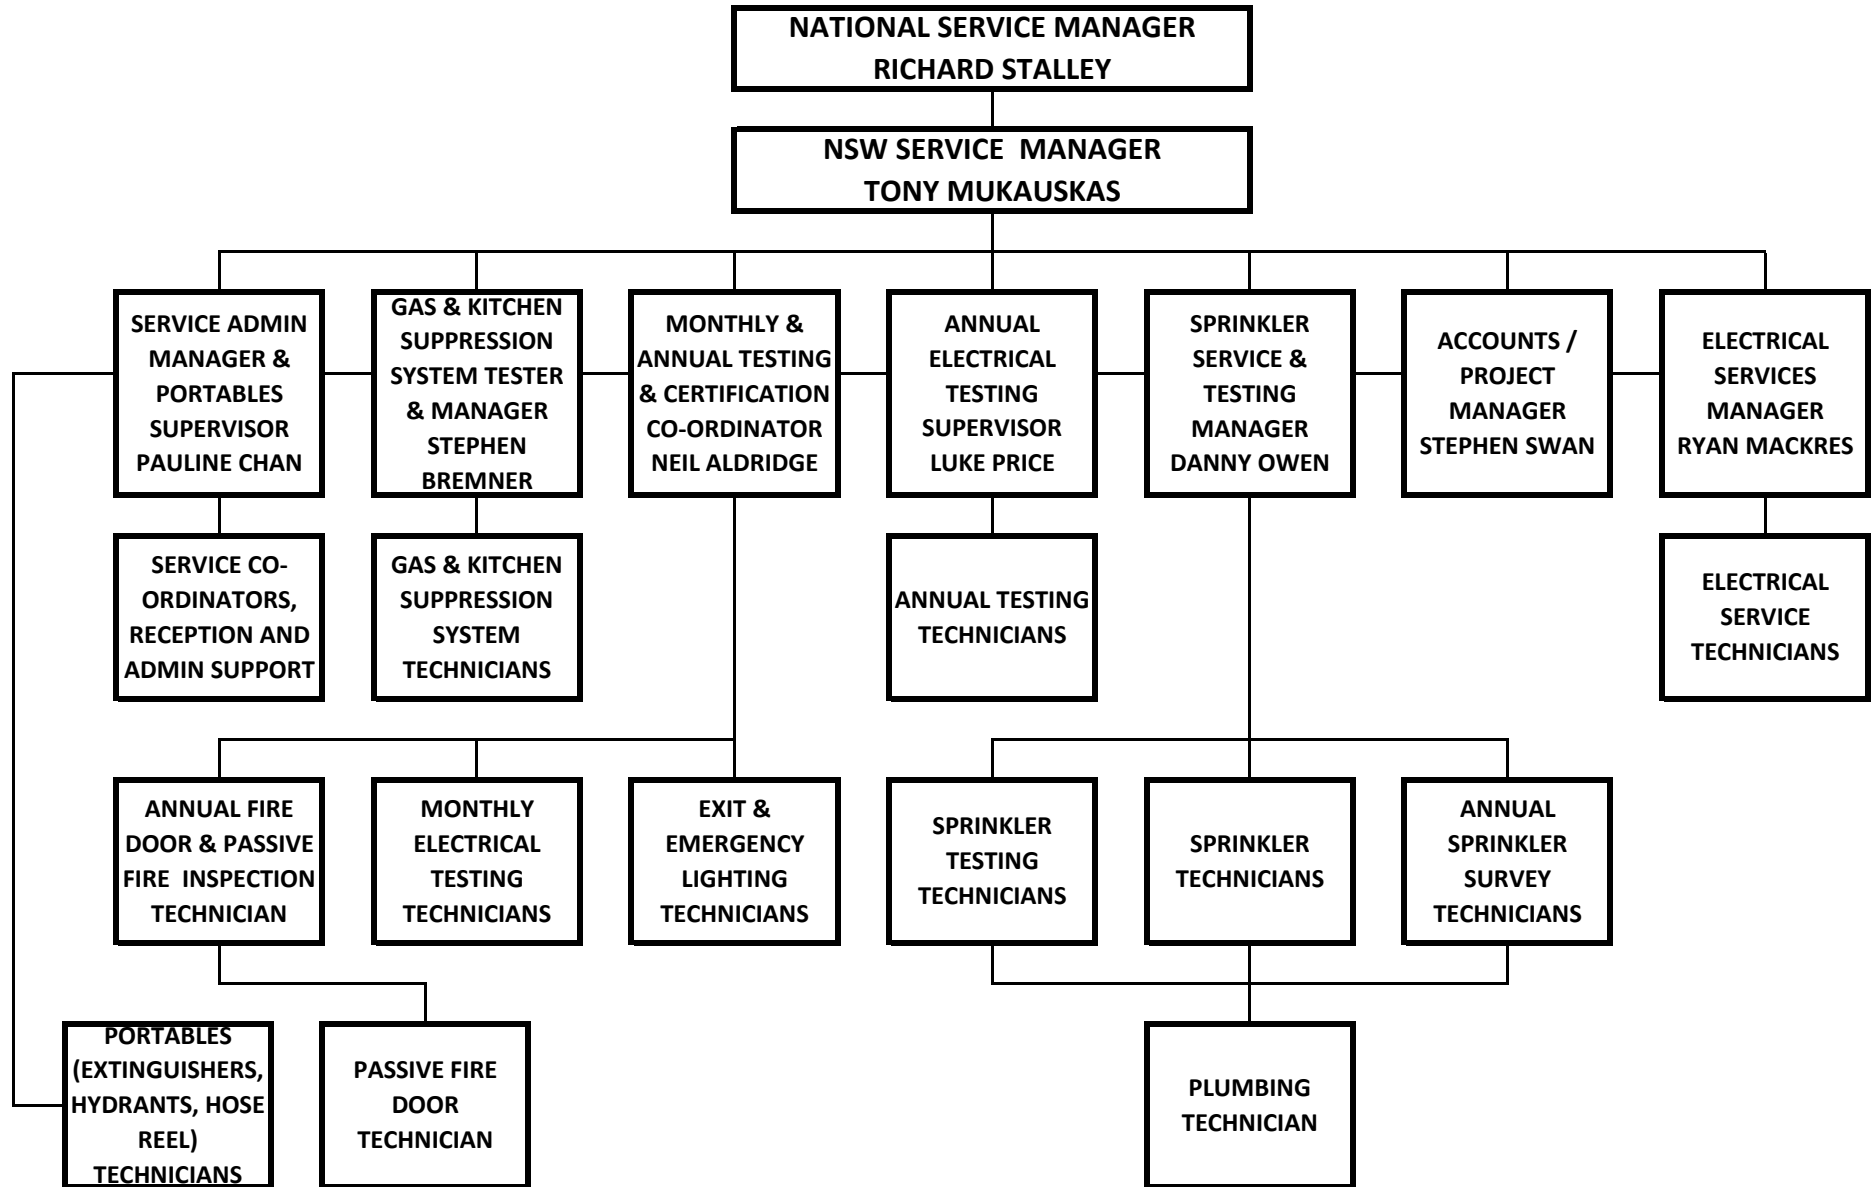 NATIONAL SERVICE MANAGER
RICHARD STALLEY
NSW SERVICE  MANAGER
TONY MUKAUSKAS
SERVICE ADMIN
MANAGER &
PORTABLES
SUPERVISOR
PAULINE CHAN
GAS & KITCHEN
SUPPRESSION
SYSTEM TESTER
& MANAGER
STEPHEN
BREMNER
MONTHLY &
ANNUAL TESTING
& CERTIFICATION
CO-ORDINATOR
NEIL ALDRIDGE
ANNUAL
ELECTRICAL
TESTING
SUPERVISOR
LUKE PRICE
SPRINKLER
SERVICE &
TESTING
MANAGER
DANNY OWEN
ACCOUNTS /
PROJECT
MANAGER
STEPHEN SWAN
ELECTRICAL
SERVICES
MANAGER
RYAN MACKRES
SERVICE CO-
ORDINATORS,
RECEPTION AND
ADMIN SUPPORT
GAS & KITCHEN
SUPPRESSION
SYSTEM
TECHNICIANS
ANNUAL TESTING
TECHNICIANS
ELECTRICAL
SERVICE
TECHNICIANS
ANNUAL FIRE
DOOR & PASSIVE
FIRE  INSPECTION
TECHNICIAN
MONTHLY
ELECTRICAL
TESTING
TECHNICIANS
EXIT &
EMERGENCY
LIGHTING
TECHNICIANS
SPRINKLER
TESTING
TECHNICIANS
SPRINKLER
TECHNICIANS
ANNUAL
SPRINKLER
SURVEY
TECHNICIANS
PORTABLES
(EXTINGUISHERS,
HYDRANTS, HOSE
REEL)
TECHNICIANS
PASSIVE FIRE
DOOR
TECHNICIAN
PLUMBING
TECHNICIAN